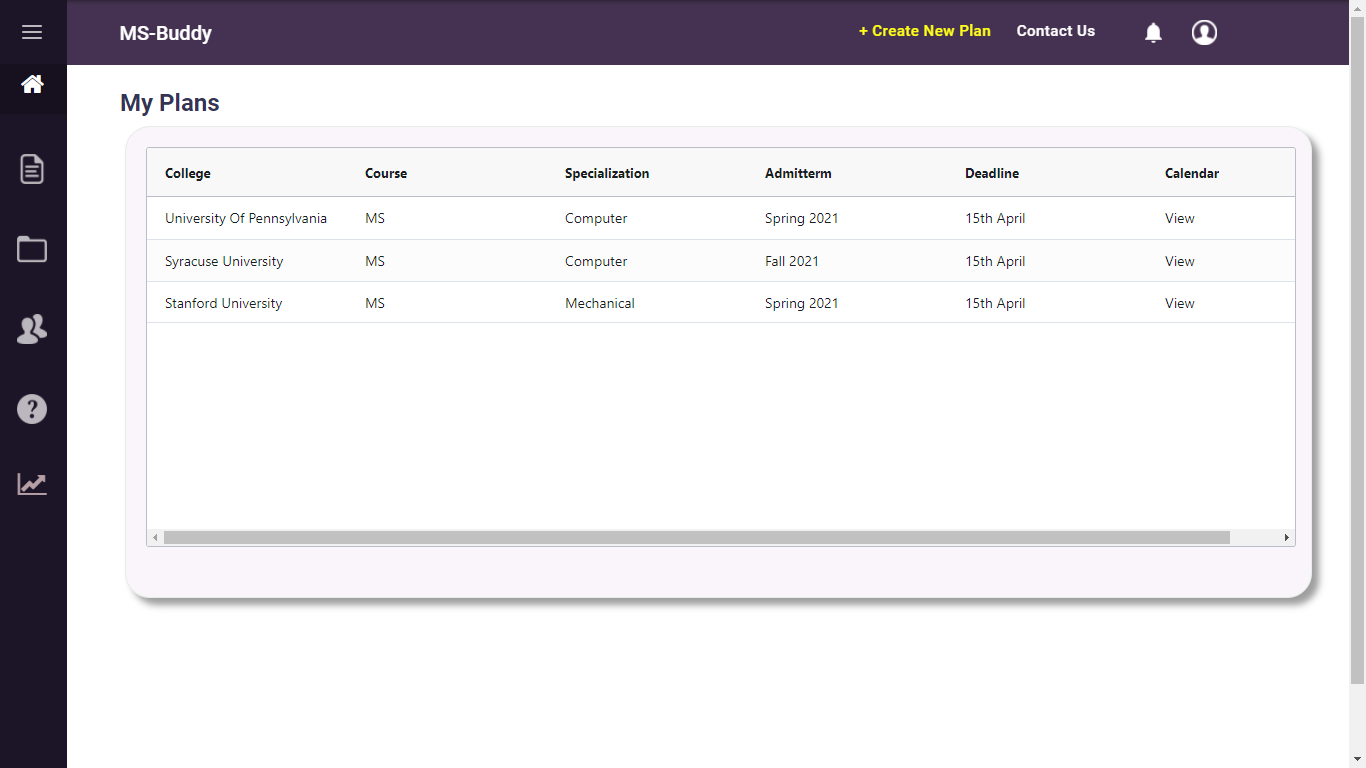 MS-Buddy + Create New Plan Contact Us
My Plans
College Course Specialization Admitterm Deadline Calendar
University Of Pennsylvania MS Computer Spring 2021 15th April View
Syracuse University MS Computer Fall 2021 15th April View
Stanford University MS Mechanical Spring 2021 15th April View
?